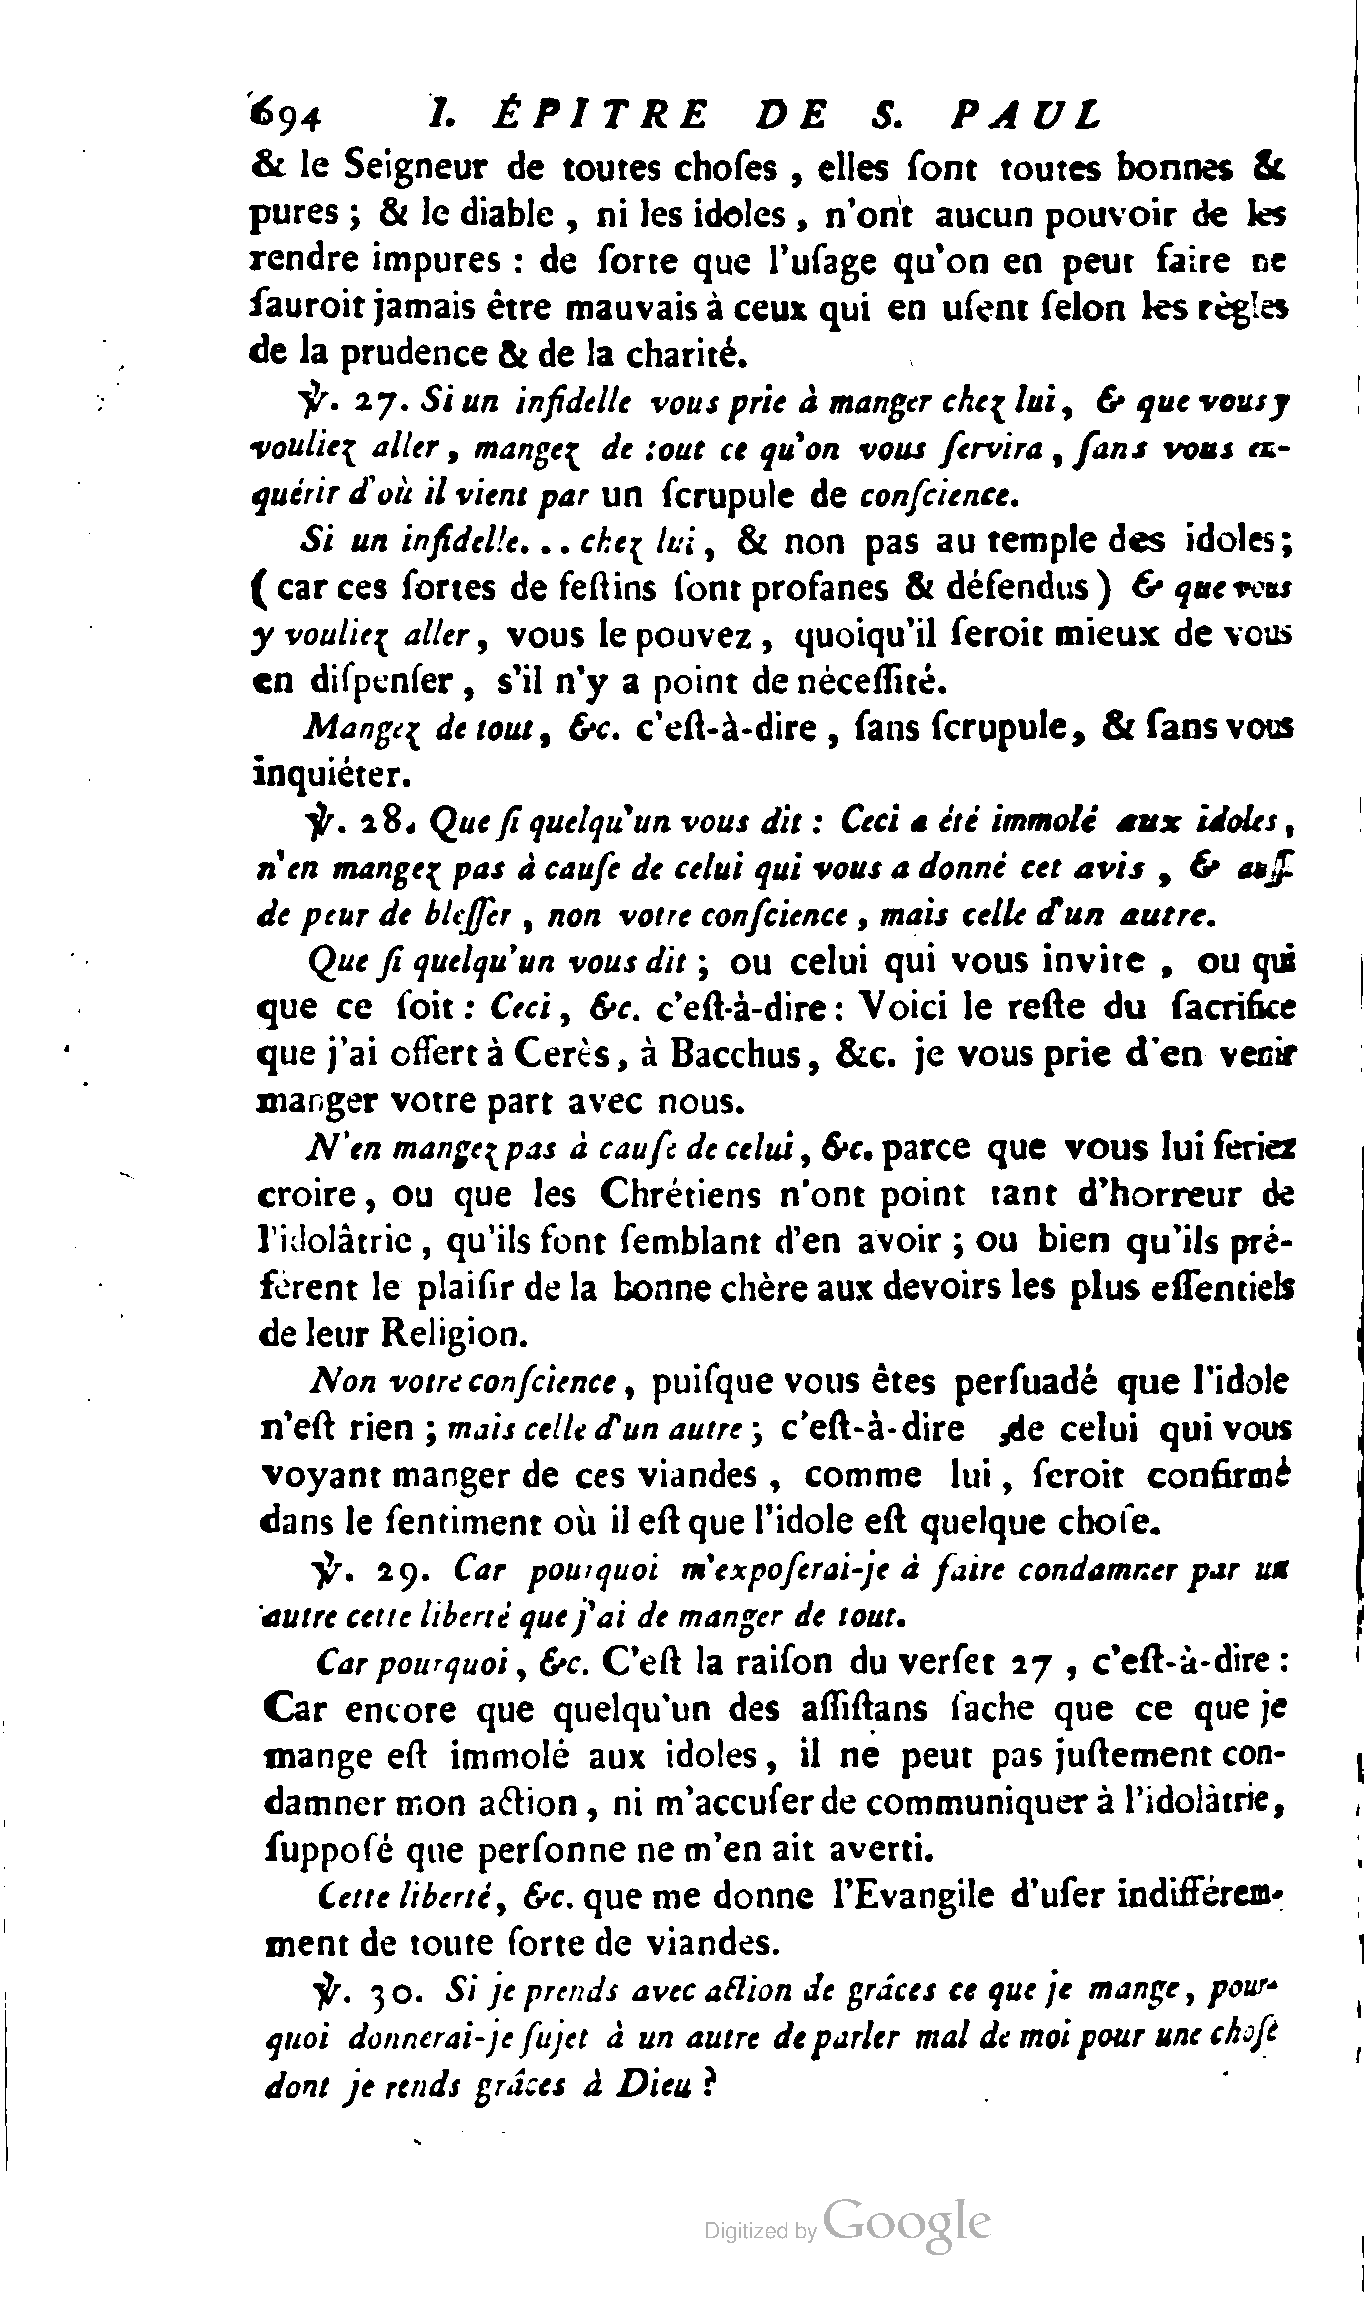 694 I. ÉPITRE DE S. PAUL
& le Seigneur de toutes choſes , elles ſont toutes bonnes &
pures ; & le diable , ni les idoles , n'ont aucun pouvoir de les
rendre impures : de ſorte que l'uſage qu'on en peut faire ne
ſauroit jamais être mauvais à ceux qui en uſent ſelon les règles
de la prudence & de la charité.
℣. 27. Si un infidelle vous prie à manger chez lui, & que vous y
vouliez aller , mangez de tout ce qu'on vous ſervira , ſans vous en-
quérir d'où il vient par un ſcrupule de conſcience.
Si un infidelle... chez lui, & non pas au temple des idoles;
( car ces ſortes de feſtins ſont profanes & défendus ) & que vous
y vouliez aller, vous le pouvez , quoiqu'il ſeroit mieux de vous
en diſpenſer , s'il n'y a point de néceſſité.
Mangez de tout, &c. c'eſt-à-dire , ſans ſcrupule, & ſans vous
inquiéter.
℣. 28. Que ſi quelqu'un vous dit : Ceci a été immolé aux idoles,
n'en mangez pas à cauſe de celui qui vous a donné cet avis , & auſſi
de peur de bleſſer , non votre conſcience , mais celle d'un autre.
Que ſi quelqu'un vous dit ; ou celui qui vous invite , ou qui
que ce ſoit : Ceci, &c. c'eſt-à-dire : Voici le reſte du ſacrifice
que j'ai offert à Cerès, à Bacchus, &c. je vous prie d'en venir
manger votre part avec nous.
N'en mangez pas à cauſe de celui, &c. parce que vous lui feriez
croire, ou que les Chrétiens n'ont point tant d'horreur de
l'idolâtrie , qu'ils font ſemblant d'en avoir ; ou bien qu'ils pré-
férent le plaiſir de la bonne chère aux devoirs les plus eſſentiels
de leur Religion.
Non votre conſcience, puiſque vous êtes perſuadé que l'idole
n'eſt rien ; mais celle d'un autre ; c'eſt-à-dire ,de celui qui vous
voyant manger de ces viandes , comme lui, ſeroit confirmé
dans le ſentiment où il eſt que l'idole eſt quelque choſe.
℣. 29. Car pourquoi m'expoſerai-je à faire condamner par un
autre cette liberté que j'ai de manger de tout.
Car pourquoi, &c. C'eſt la raiſon du verſet 27 , c'eſt-à-dire :
Car encore que quelqu'un des aſſiſtans ſache que ce que je
mange eſt immolé aux idoles, il ne peut pas juſtement con-
damner mon action , ni m'accuſer de communiquer à l'idolâtrie,
ſuppoſé que perſonne ne m'en ait averti.
Cette liberté, &c. que me donne l'Evangile d'uſer indifférem-
ment de toute ſorte de viandes.
℣. 30. Si je prends avec action de grâces ce que je mange, pour-
quoi donnerai-je ſujet à un autre de parler mal de moi pour une choſe
dont je rends grâces à Dieu ?
Digitized by Google